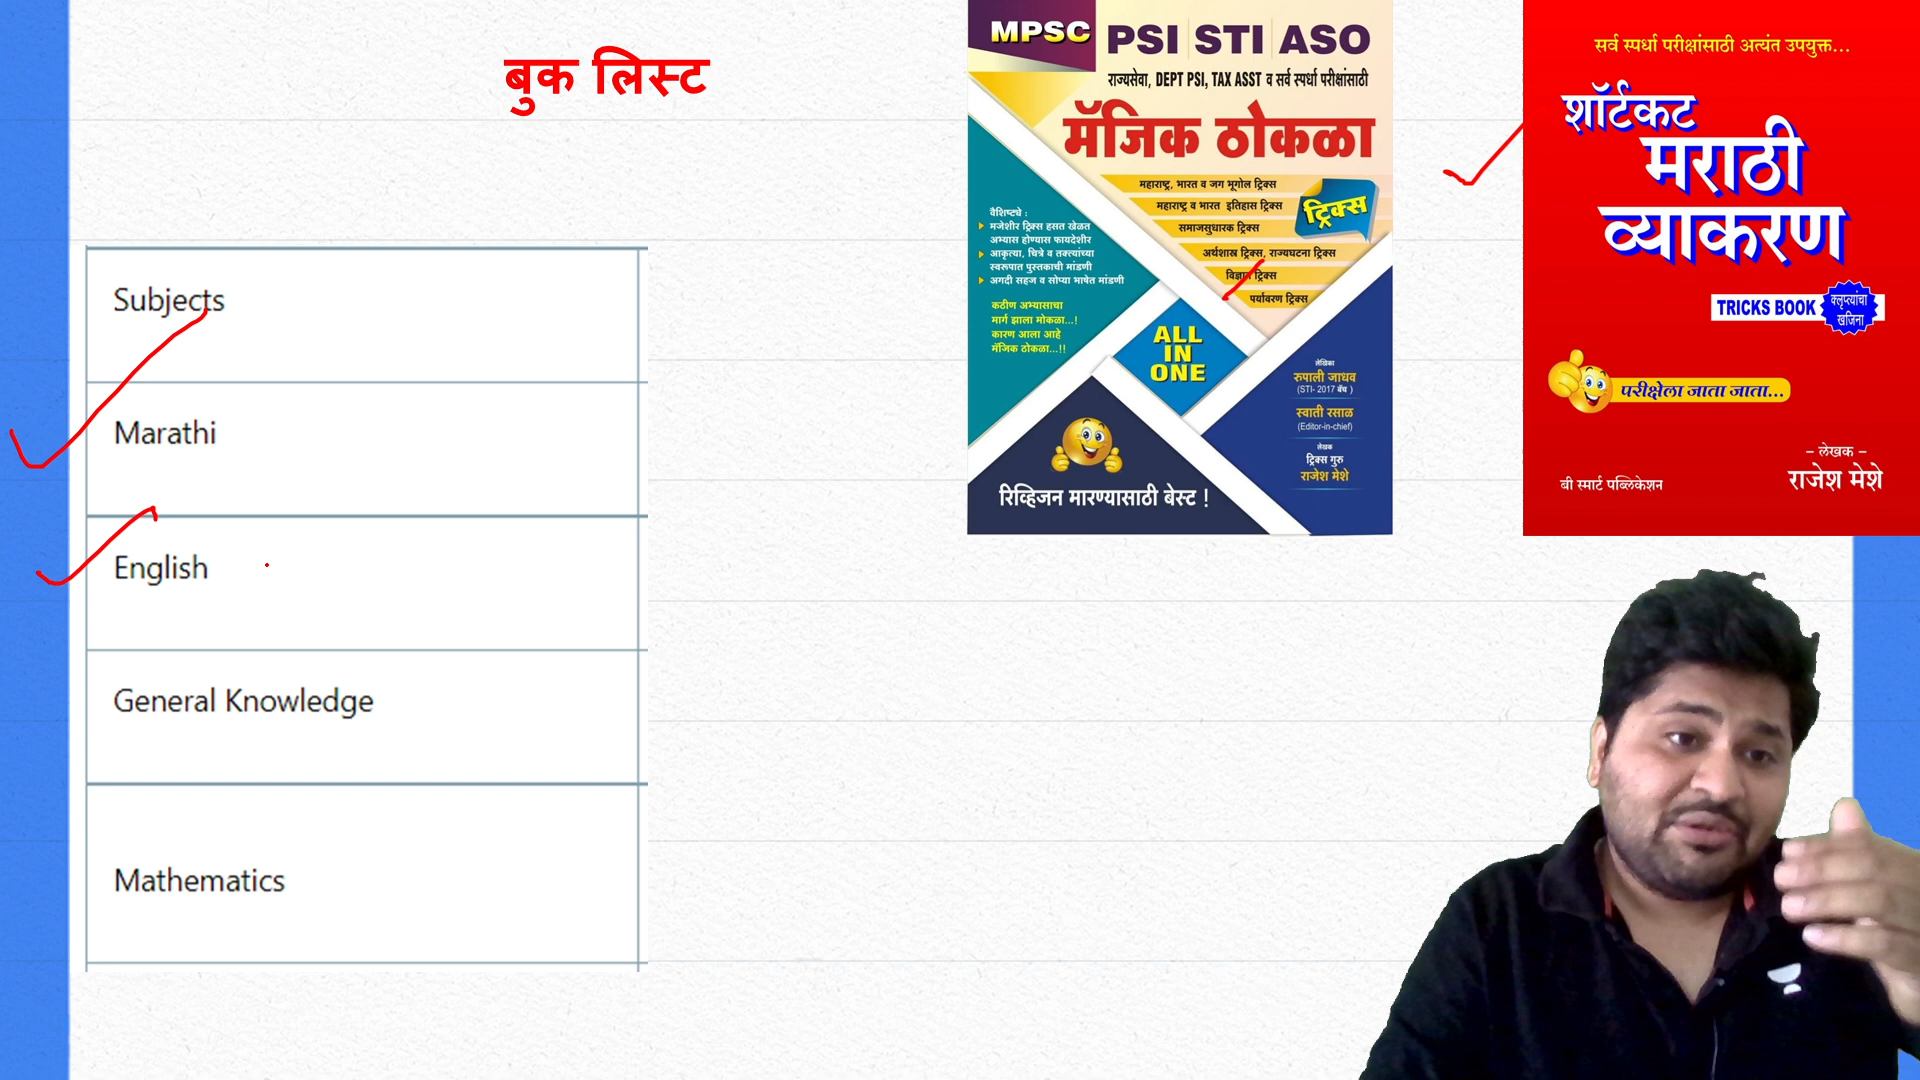 बुक लिस्ट
Subjects
Marathi
English
General Knowledge
Mathematics
MPSC PSI STI ASO
राज्यसेवा, DEPT PSI, TAX ASST व सर्व स्पर्धा परीक्षांसाठी
मॅजिक ठोकळा
महाराष्ट्र, भारत व जग भूगोल ट्रिक्स
महाराष्ट्र व भारत इतिहास ट्रिक्स
समाजसुधारक ट्रिक्स
अर्थशास्त्र ट्रिक्स, राज्यघटना ट्रिक्स
विज्ञान ट्रिक्स
पर्यावरण ट्रिक्स
ट्रिक्स
वैशिष्ट्ये :
मजेशीर ट्रिक्स हसत खेळत
अभ्यास होण्यास फायदेशीर
आकृत्या, चित्रे व तक्त्यांच्या
स्वरूपात पुस्तकाची मांडणी
अगदी सहज व सोप्या भाषेत मांडणी
कठीण अभ्यासाचा
मार्ग झाला मोकळा...!
कारण आला आहे
मॅजिक ठोकळा...!!
ALL
IN
ONE
लेखिका
रुपाली जाधव
(STI- 2017 बॅच )
स्वाती रसाळ
(Editor-in-chief)
लेखक
ट्रिक्स गुरु
राजेश मेशे
रिव्हिजन मारण्यासाठी बेस्ट !
सर्व स्पर्धा परीक्षांसाठी अत्यंत उपयुक्त...
शॉर्टकट
मराठी
व्याकरण
TRICKS BOOK
क्लृप्त्यांचा
खजिना
परीक्षेला जाता जाता...
– लेखक –
राजेश मेशे
बी स्मार्ट पब्लिकेशन